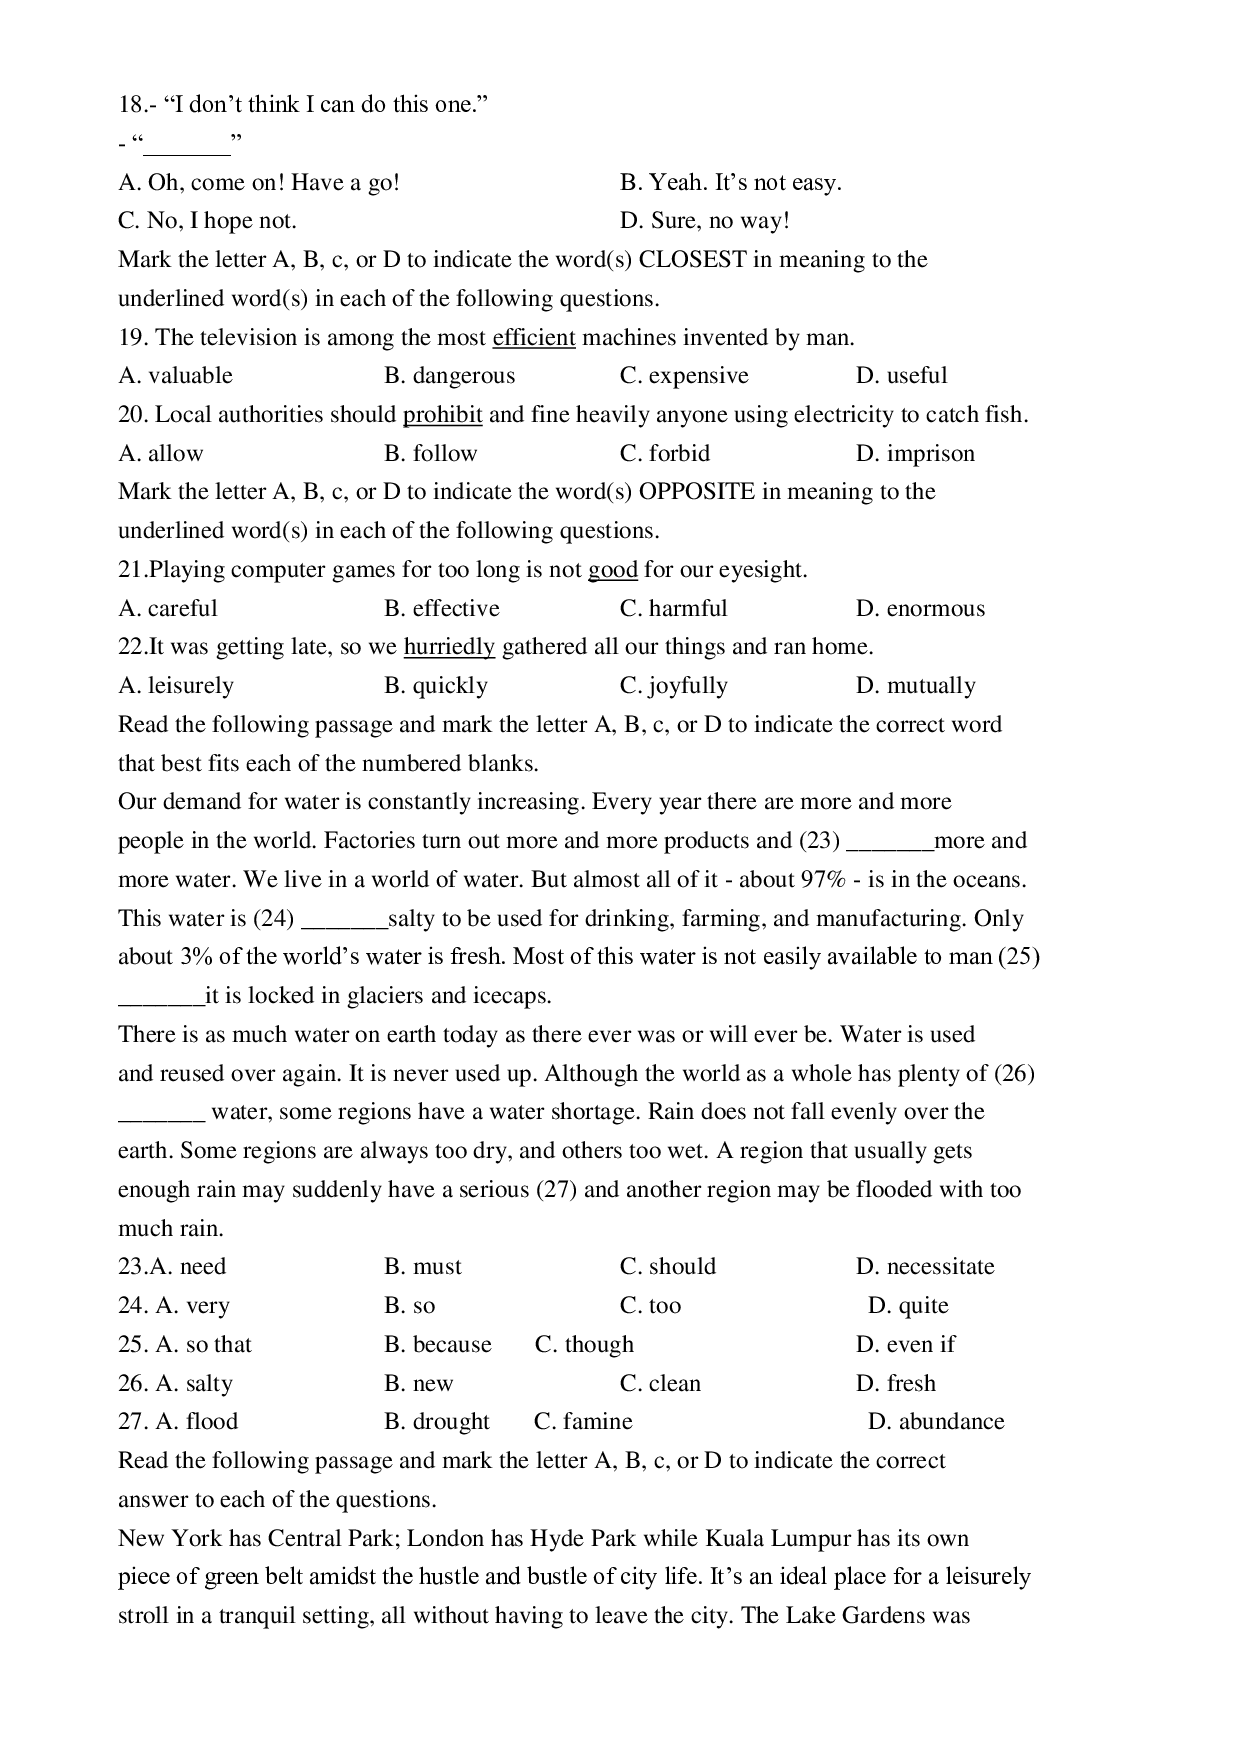 18.- “I don’t think I can do this one.”
- “_______”
A. Oh, come on! Have a go! B. Yeah. It’s not easy.
C. No, I hope not. D. Sure, no way!
Mark the letter A, B, c, or D to indicate the word(s) CLOSEST in meaning to the
underlined word(s) in each of the following questions.
19. The television is among the most efficient machines invented by man.
A. valuable B. dangerous C. expensive D. useful
20. Local authorities should prohibit and fine heavily anyone using electricity to catch fish.
A. allow B. follow C. forbid D. imprison
Mark the letter A, B, c, or D to indicate the word(s) OPPOSITE in meaning to the
underlined word(s) in each of the following questions.
21.Playing computer games for too long is not good for our eyesight.
A. careful B. effective C. harmful D. enormous
22.It was getting late, so we hurriedly gathered all our things and ran home.
A. leisurely B. quickly C. joyfully D. mutually
Read the following passage and mark the letter A, B, c, or D to indicate the correct word
that best fits each of the numbered blanks.
Our demand for water is constantly increasing. Every year there are more and more
people in the world. Factories turn out more and more products and (23) _______more and
more water. We live in a world of water. But almost all of it - about 97% - is in the oceans.
This water is (24) _______salty to be used for drinking, farming, and manufacturing. Only
about 3% of the world’s water is fresh. Most of this water is not easily available to man (25)
_______it is locked in glaciers and icecaps.
There is as much water on earth today as there ever was or will ever be. Water is used
and reused over again. It is never used up. Although the world as a whole has plenty of (26)
_______ water, some regions have a water shortage. Rain does not fall evenly over the
earth. Some regions are always too dry, and others too wet. A region that usually gets
enough rain may suddenly have a serious (27) and another region may be flooded with too
much rain.
23.A. need B. must C. should D. necessitate
24. A. very B. so C. too D. quite
25. A. so that B. because C. though D. even if
26. A. salty B. new C. clean D. fresh
27. A. flood B. drought C. famine D. abundance
Read the following passage and mark the letter A, B, c, or D to indicate the correct
answer to each of the questions.
New York has Central Park; London has Hyde Park while Kuala Lumpur has its own
piece of green belt amidst the hustle and bustle of city life. It’s an ideal place for a leisurely
stroll in a tranquil setting, all without having to leave the city. The Lake Gardens was